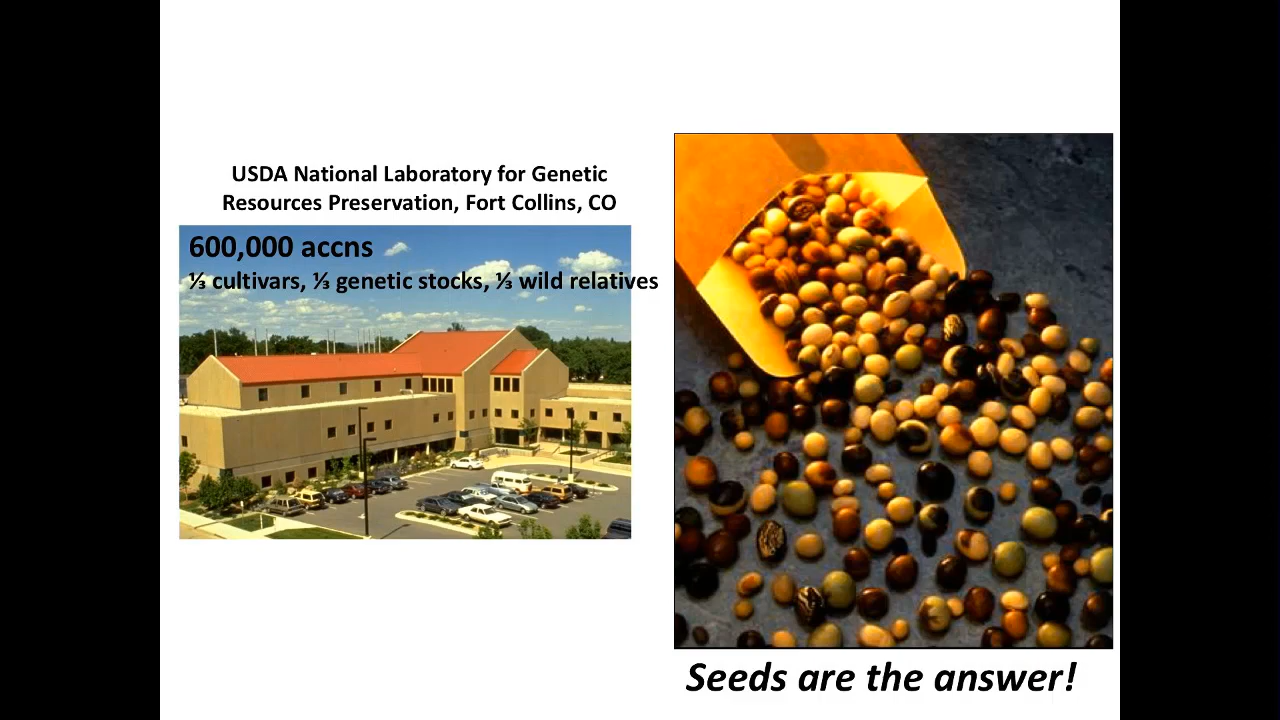 USDA National Laboratory for Genetic
Resources Preservation, Fort Collins, CO
600,000 accns
⅓ cultivars, ⅓ genetic stocks, ⅓ wild relatives
Seeds are the answer!